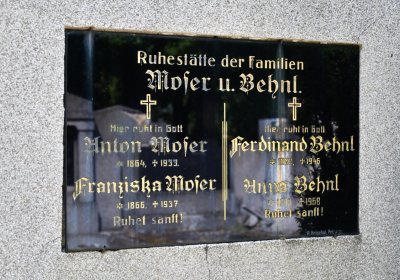 Ruhestätte der Familien
Moser u. Behnl.
Hier ruht in Gott
Anton Moser
* 1864, † 1933.
Franziska Moser
* 1866, † 1937
Ruhet sanft!
Hier ruht in Gott
Ferdinand Behnl
† 1946
Anna Behnl
† 1968
Ruhet sanft!